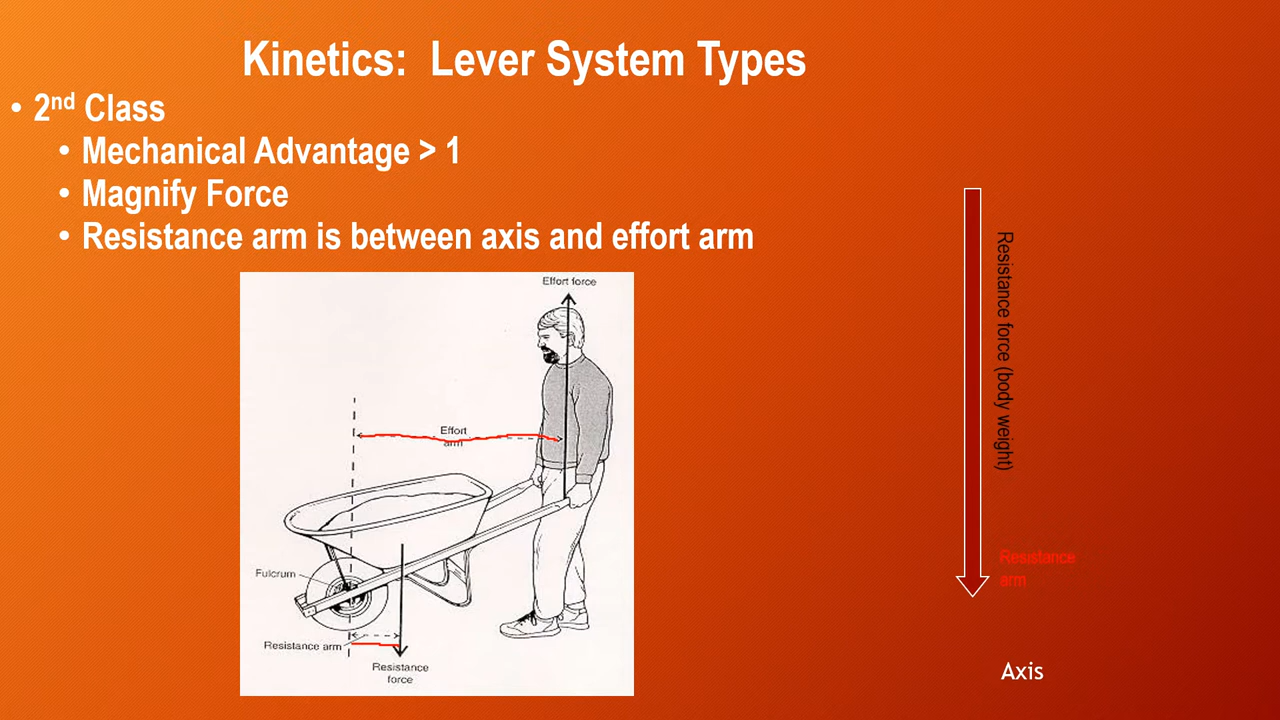 Kinetics: Lever System Types
• 2nd Class
• Mechanical Advantage > 1
• Magnify Force
• Resistance arm is between axis and effort arm
Effort force
Effort
arm
Fulcrum
Resistance arm
Resistance
force
Resistance force (body weight)
Resistance
arm
Axis